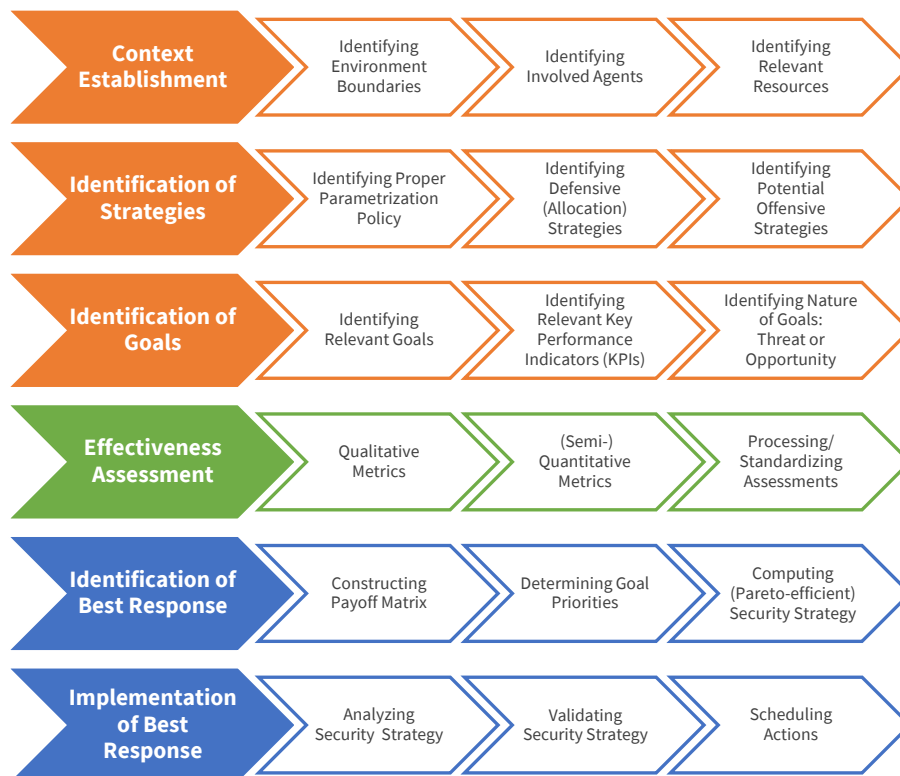 Context
Establishment
Identifying
Environment
Boundaries
Identifying
Involved Agents
Identifying
Relevant
Resources
Identification of
Strategies
Identifying Proper
Parametrization
Policy
Identifying
Defensive
(Allocation)
Strategies
Identifying
Potential
Offensive
Strategies
Identification of
Goals
Identifying
Relevant Goals
Identifying
Relevant Key
Performance
Indicators (KPIs)
Identifying Nature
of Goals:
Threat or
Opportunity
Effectiveness
Assessment
Qualitative
Metrics
(Semi-)
Quantitative
Metrics
Processing/
Standardizing
Assessments
Identification of
Best Response
Constructing
Payoff Matrix
Determining Goal
Priorities
Computing
(Pareto-efficient)
Security Strategy
Implementation
of Best
Response
Analyzing
Security Strategy
Validating
Security Strategy
Scheduling
Actions